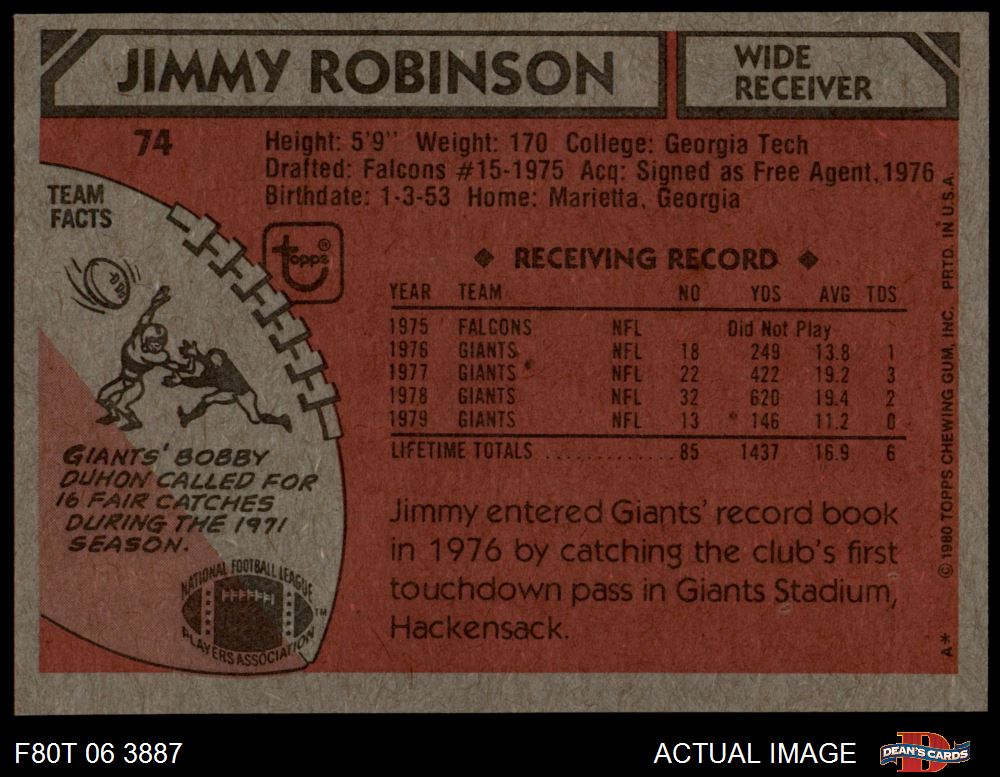 JIMMY ROBINSON
WIDE
RECEIVER
74
Height: 5'9" Weight: 170 College: Georgia Tech
Drafted: Falcons #15-1975 Acq: Signed as Free Agent, 1976
Birthdate: 1-3-53 Home: Marietta, Georgia
TEAM
FACTS
topps®
◆ RECEIVING RECORD ◆
YEAR TEAM NO YDS AVG TDS
1975 FALCONS NFL Did Not Play
1976 GIANTS NFL 18 249 13.8 1
1977 GIANTS NFL 22 422 19.2 3
1978 GIANTS NFL 32 620 19.4 2
1979 GIANTS NFL 13 146 11.2 0
LIFETIME TOTALS ............. 85 1437 16.9 6
GIANTS' BOBBY
DUHON CALLED FOR
16 FAIR CATCHES
DURING THE 1971
SEASON.
NATIONAL FOOTBALL LEAGUE
PLAYERS ASSOCIATION
TM
Jimmy entered Giants' record book
in 1976 by catching the club's first
touchdown pass in Giants Stadium,
Hackensack.
A* © 1980 TOPPS CHEWING GUM, INC. PRTD. IN U.S.A.
F80T 06 3887
ACTUAL IMAGE
D
DEAN'S CARDS